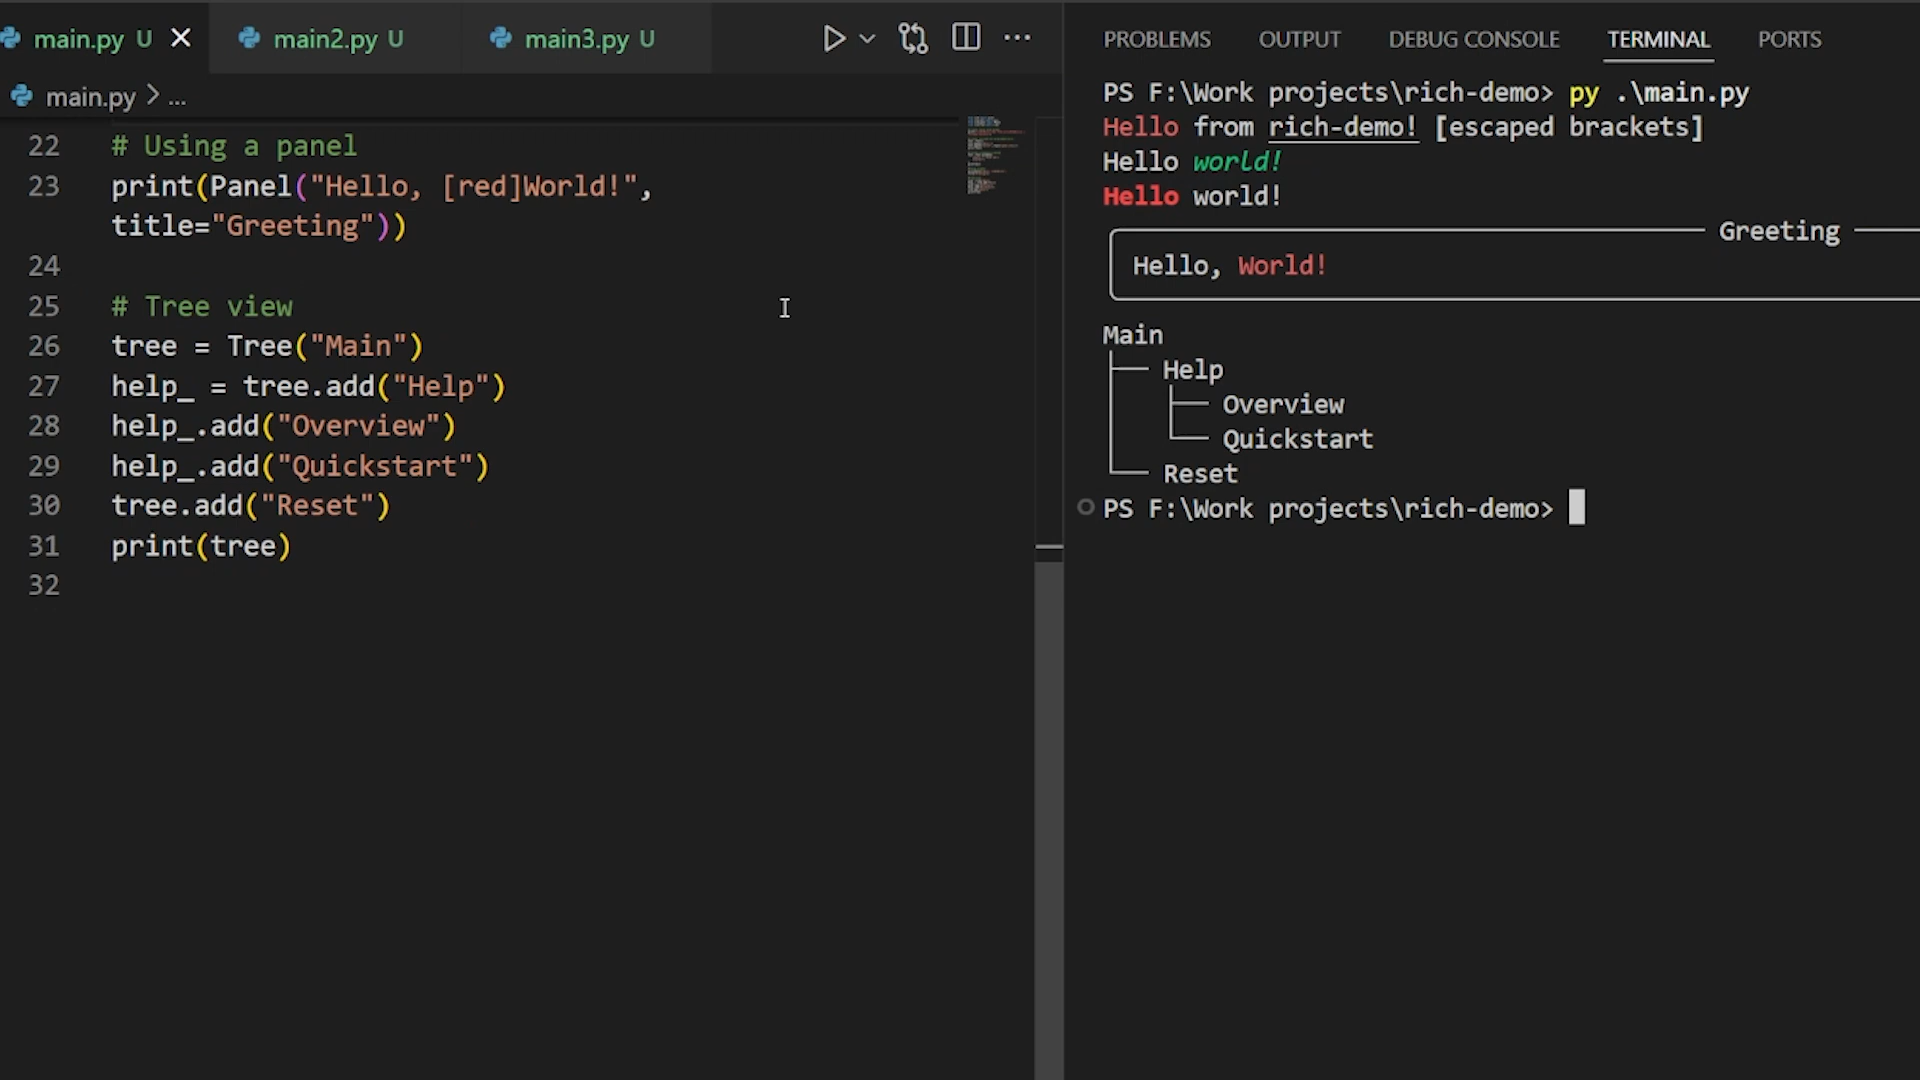 main.py U
main2.py U
main3.py U
main.py > ...
22 # Using a panel
23 print(Panel("Hello, [red]World!",
title="Greeting"))
24
25 # Tree view
26 tree = Tree("Main")
27 help_ = tree.add("Help")
28 help_.add("Overview")
29 help_.add("Quickstart")
30 tree.add("Reset")
31 print(tree)
32
PROBLEMS OUTPUT DEBUG CONSOLE TERMINAL PORTS
PS F:\Work projects\rich-demo> py .\main.py
Hello from rich-demo! [escaped brackets]
Hello world!
Hello world!
Greeting
Hello, World!
Main
Help
Overview
Quickstart
Reset
PS F:\Work projects\rich-demo>